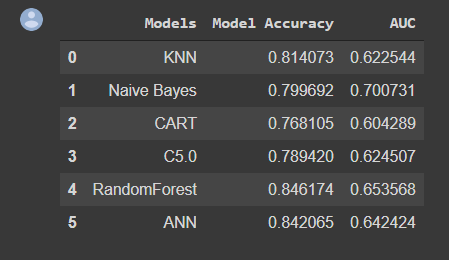 Models Model Accuracy AUC
0 KNN 0.814073 0.622544
1 Naive Bayes 0.799692 0.700731
2 CART 0.768105 0.604289
3 C5.0 0.789420 0.624507
4 RandomForest 0.846174 0.653568
5 ANN 0.842065 0.642424